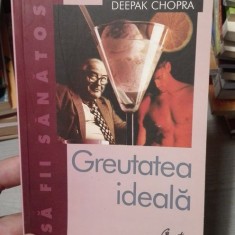 DEEPAK CHOPRA
SĂ FII SĂNĂTOS
Greutatea
ideală